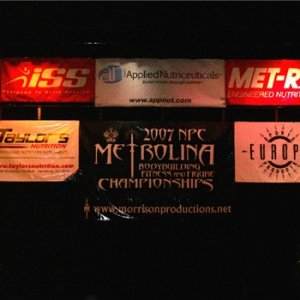 iSS
Applied Nutriceuticals
www.appnut.com
MET-R
ENGINEERED NUTRIT
Taylor's
NUTRITION
www.taylorsnutrition.com
2007 NPC
METROLINA
BODYBUILDING
FITNESS AND FIGURE
CHAMPIONSHIPS
www.morrisonproductions.net
EUROP